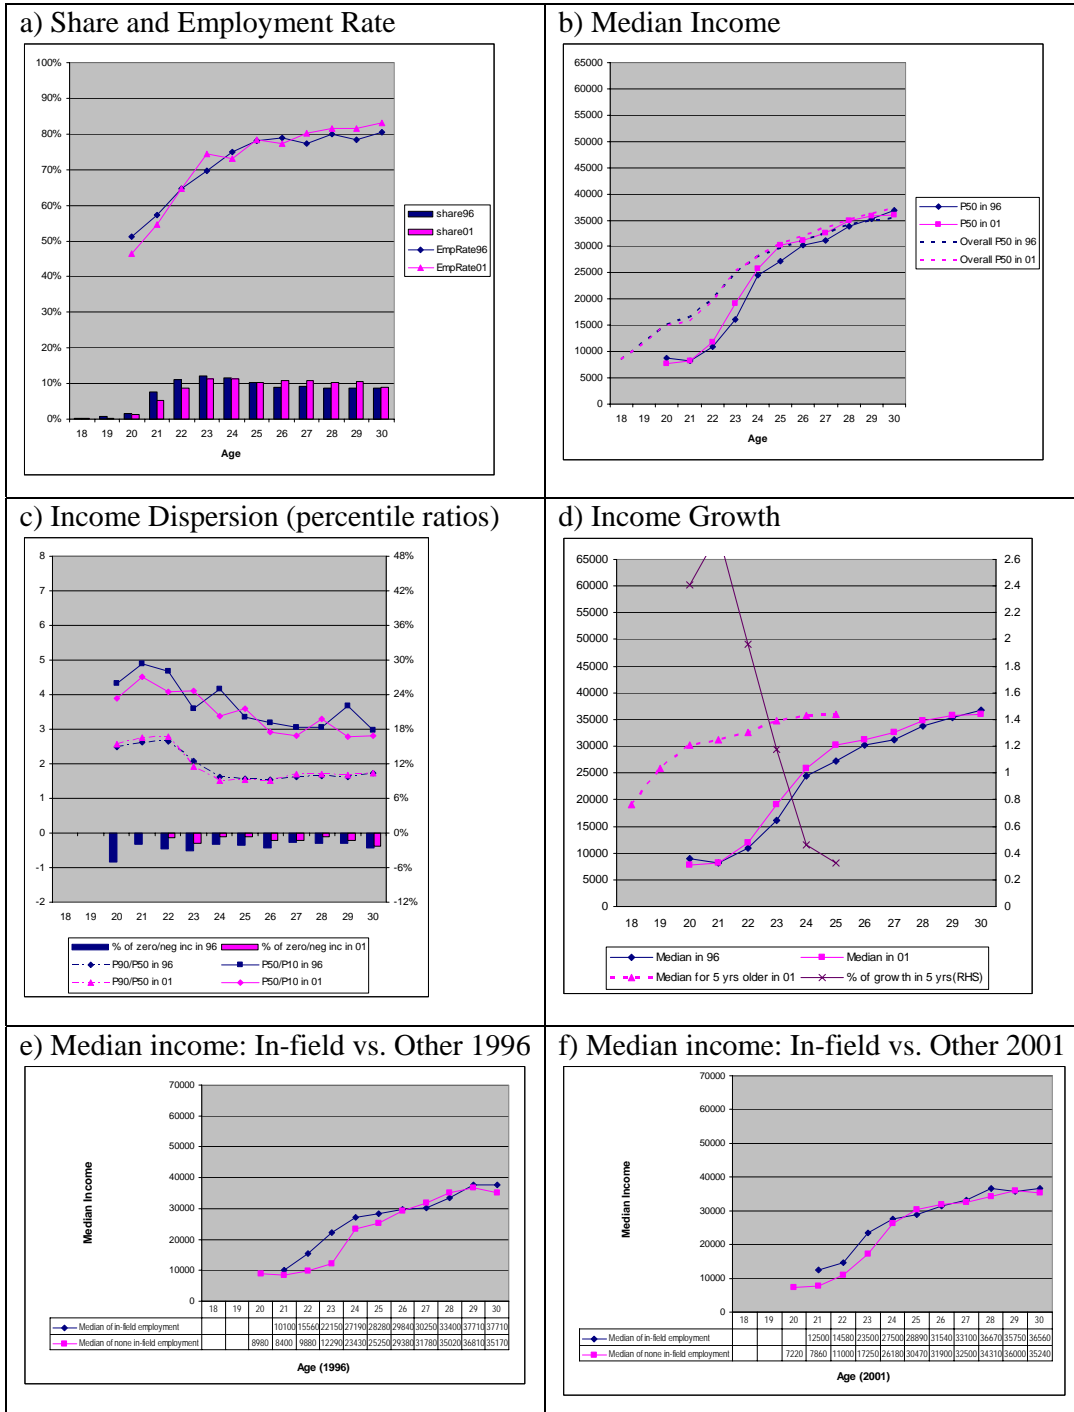 a) Share and Employment Rate
100%
90%
80%
70%
60%
50%
40%
30%
20%
10%
0%
18 19 20 21 22 23 24 25 26 27 28 29 30
Age
share96
share01
EmpRate96
EmpRate01
b) Median Income
65000
60000
55000
50000
45000
40000
35000
30000
25000
20000
15000
10000
5000
0
18 19 20 21 22 23 24 25 26 27 28 29 30
Age
P50 in 96
P50 in 01
Overall P50 in 96
Overall P50 in 01
c) Income Dispersion (percentile ratios)
8 48%
7 42%
6 36%
5 30%
4 24%
3 18%
2 12%
1 6%
0 0%
-1 -6%
-2 -12%
18 19 20 21 22 23 24 25 26 27 28 29 30
% of zero/neg inc in 96 % of zero/neg inc in 01
P90/P50 in 96 P50/P10 in 96
P90/P50 in 01 P50/P10 in 01
d) Income Growth
65000 2.6
60000 2.4
55000 2.2
50000 2
45000 1.8
40000 1.6
35000 1.4
30000 1.2
25000 1
20000 0.8
15000 0.6
10000 0.4
5000 0.2
0 0
18 19 20 21 22 23 24 25 26 27 28 29 30
Median in 96 Median in 01
Median for 5 yrs older in 01 % of growth in 5 yrs(RHS)
e) Median income: In-field vs. Other 1996
Median Income
70000
60000
50000
40000
30000
20000
10000
0
18 19 20 21 22 23 24 25 26 27 28 29 30
Median of in-field employment 10100 15560 22150 27190 28280 29840 30250 33400 37710 37710
Median of none in-field employment 8980 8400 9880 12290 23430 25250 29380 31780 35020 36810 35170
Age (1996)
f) Median income: In-field vs. Other 2001
Median Income
70000
60000
50000
40000
30000
20000
10000
0
18 19 20 21 22 23 24 25 26 27 28 29 30
Median of in-field employment 12500 14580 23500 27500 28890 31540 33100 36670 35750 36560
Median of none in-field employment 7220 7860 11000 17250 26180 30470 31900 32500 34310 36000 35240
Age (2001)